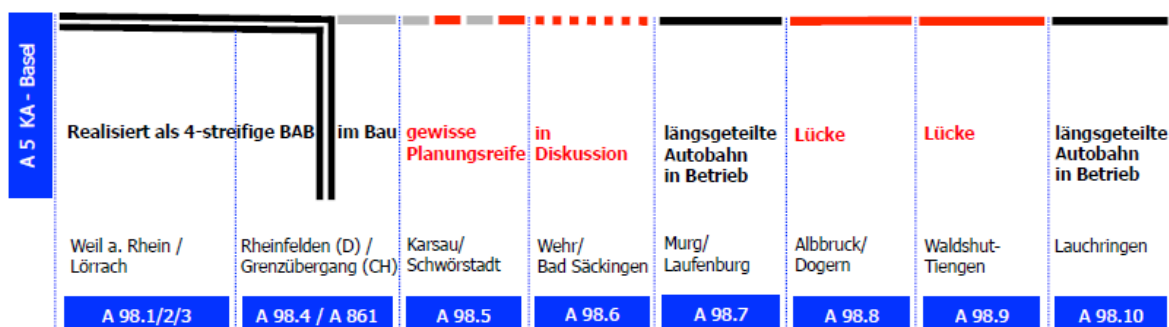 A 5 KA - Basel
Realisiert als 4-streifige BAB
im Bau
gewisse
Planungsreife
in
Diskussion
längsgeteilte
Autobahn
in Betrieb
Lücke
Lücke
längsgeteilte
Autobahn
in Betrieb
Weil a. Rhein /
Lörrach
Rheinfelden (D) /
Grenzübergang (CH)
Karsau/
Schwörstadt
Wehr/
Bad Säckingen
Murg/
Laufenburg
Albbruck/
Dogern
Waldshut-
Tiengen
Lauchringen
A 98.1/2/3
A 98.4 / A 861
A 98.5
A 98.6
A 98.7
A 98.8
A 98.9
A 98.10